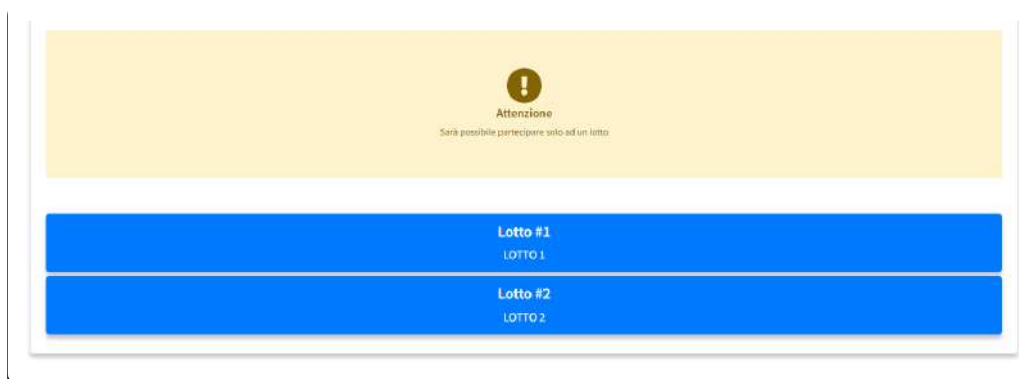 Attenzione
Sarà possibile partecipare solo ad un lotto
Lotto #1
LOTTO 1
Lotto #2
LOTTO 2